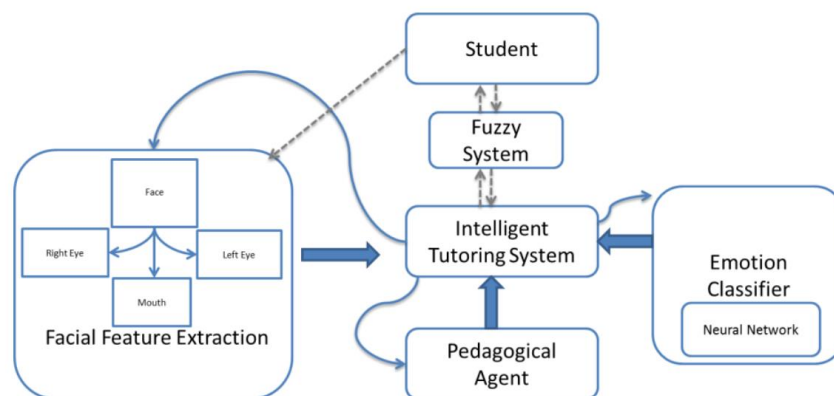 Student
Fuzzy
System
Face
Right Eye
Left Eye
Mouth
Facial Feature Extraction
Intelligent
Tutoring System
Emotion
Classifier
Neural Network
Pedagogical
Agent